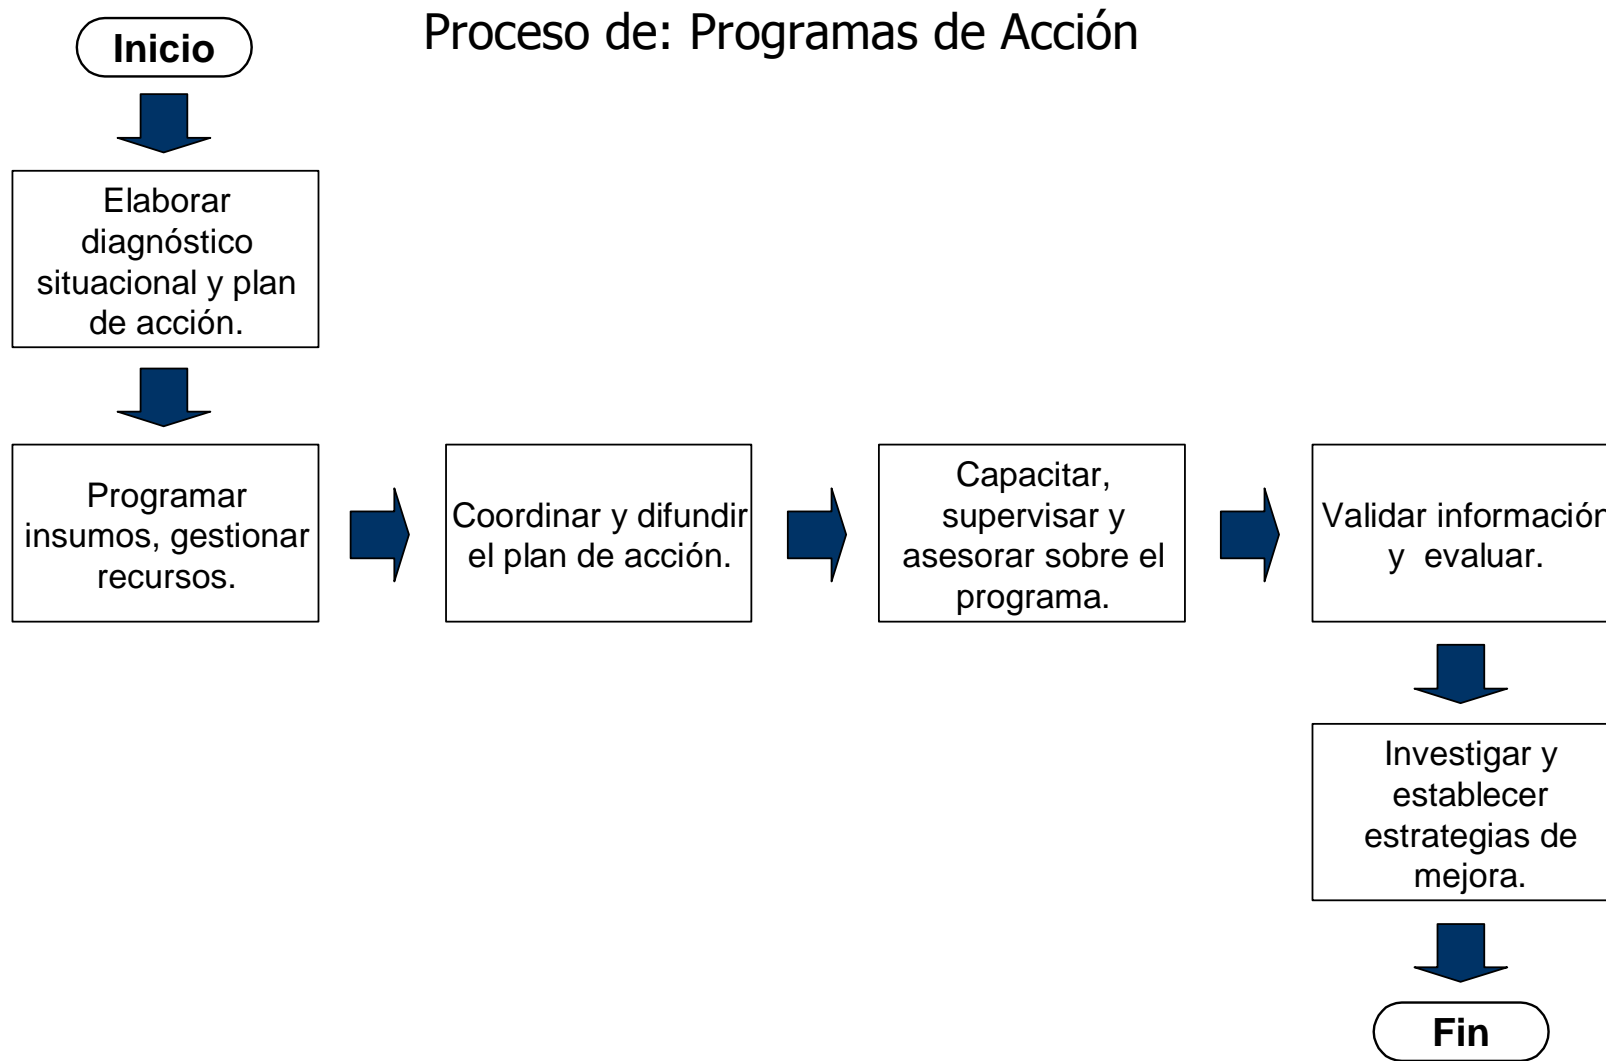 Proceso de: Programas de Acción
Inicio
Elaborar
diagnóstico
situacional y plan
de acción.
Programar
insumos, gestionar
recursos.
Coordinar y difundir
el plan de acción.
Capacitar,
supervisar y
asesorar sobre el
programa.
Validar información
y evaluar.
Investigar y
establecer
estrategias de
mejora.
Fin